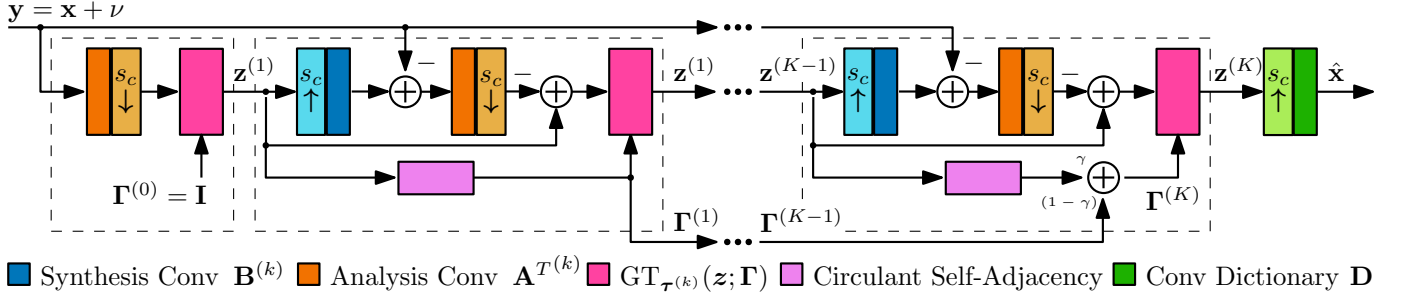 y = x + ν
s_c ↓ z^(1) s_c ↑ + − s_c ↓ − + z^(1) ··· z^(K−1) s_c ↑ + − s_c ↓ − + z^(K) s_c ↑ x̂
Γ^(0) = I
γ + (1 − γ) Γ^(K)
Γ^(1) ··· Γ^(K−1)
Synthesis Conv B^(k) Analysis Conv A^T^(k) GT_τ^(k)(z; Γ) Circulant Self-Adjacency Conv Dictionary D